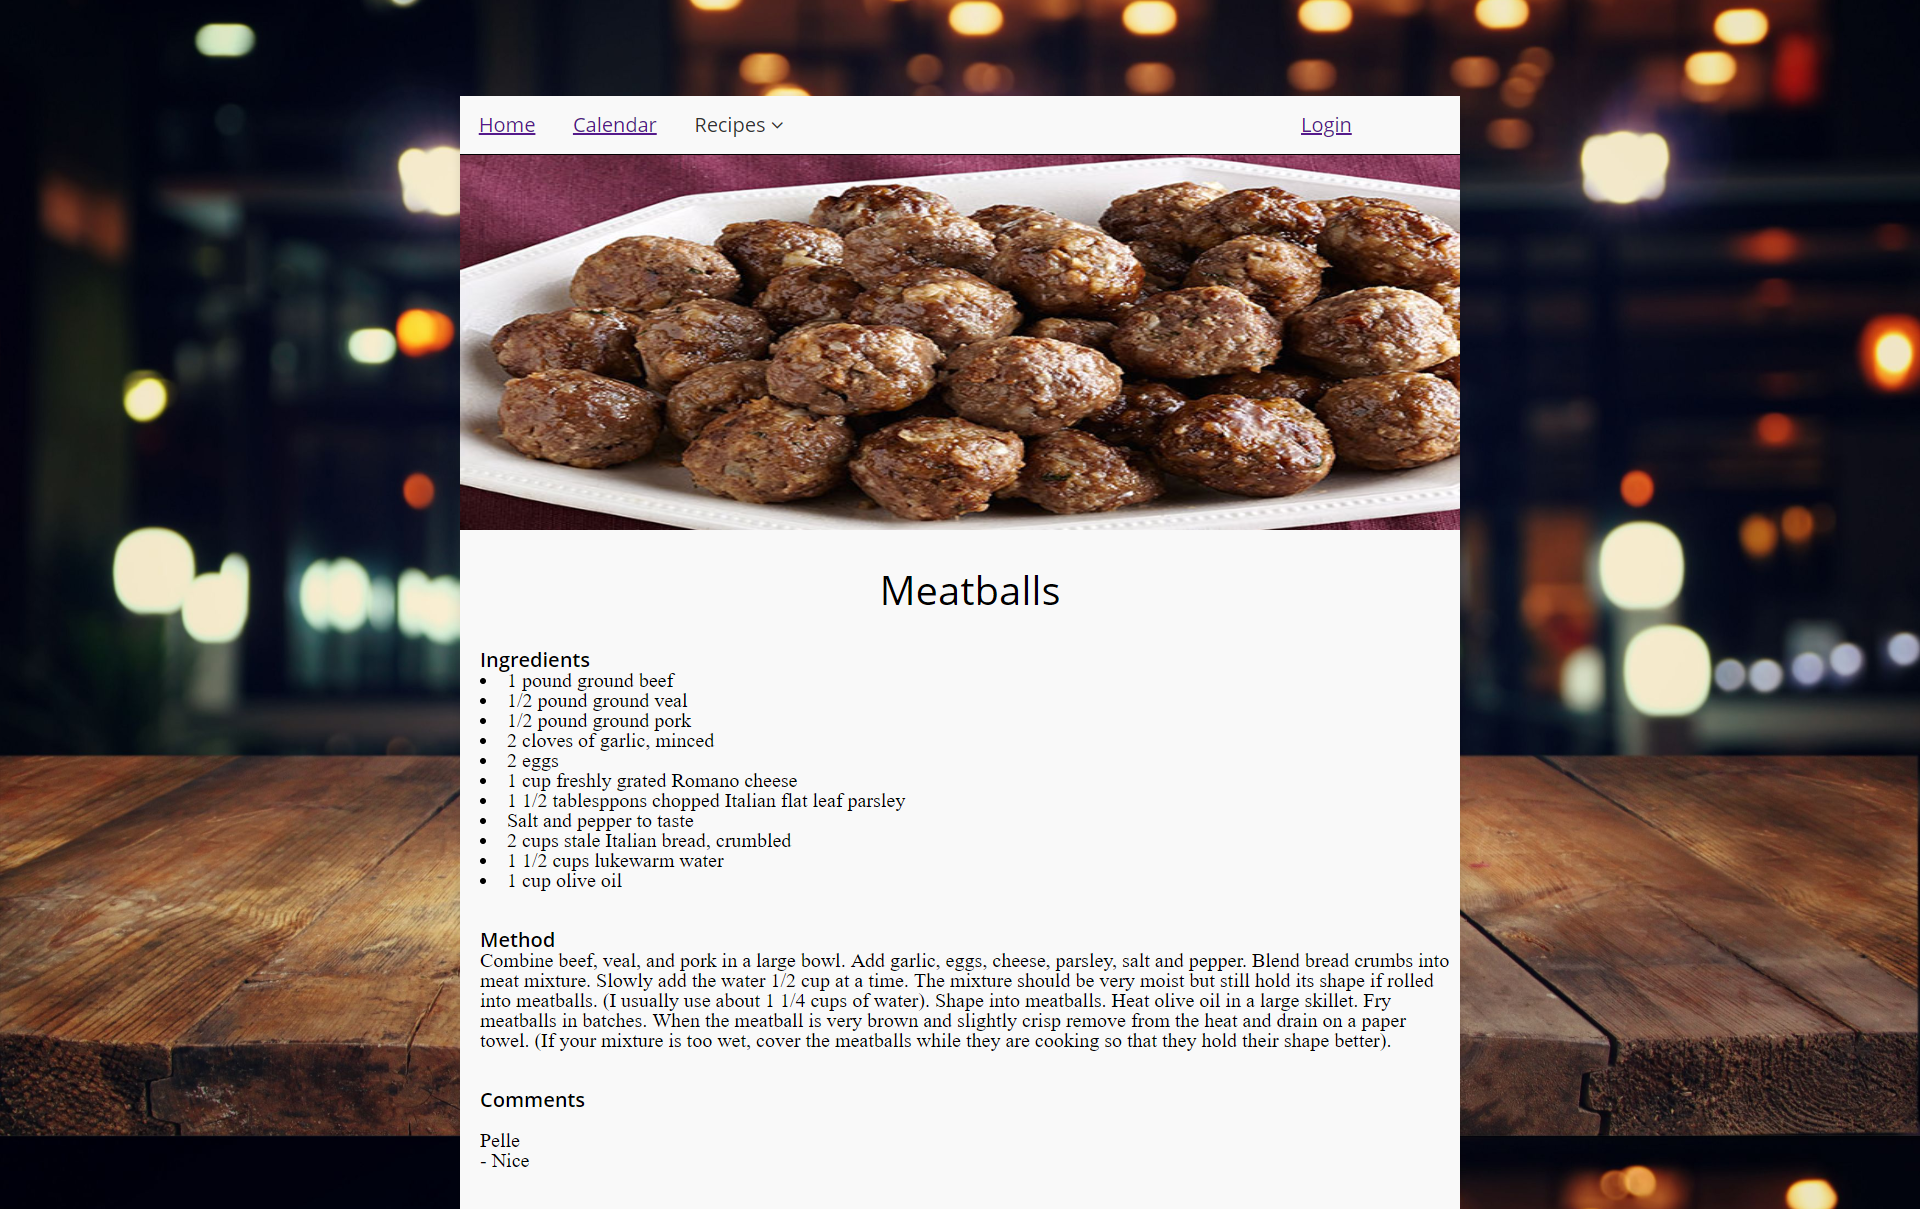 Home Calendar Recipes Login
Meatballs
Ingredients
• 1 pound ground beef
• 1/2 pound ground veal
• 1/2 pound ground pork
• 2 cloves of garlic, minced
• 2 eggs
• 1 cup freshly grated Romano cheese
• 1 1/2 tablesppons chopped Italian flat leaf parsley
• Salt and pepper to taste
• 2 cups stale Italian bread, crumbled
• 1 1/2 cups lukewarm water
• 1 cup olive oil
Method
Combine beef, veal, and pork in a large bowl. Add garlic, eggs, cheese, parsley, salt and pepper. Blend bread crumbs into
meat mixture. Slowly add the water 1/2 cup at a time. The mixture should be very moist but still hold its shape if rolled
into meatballs. (I usually use about 1 1/4 cups of water). Shape into meatballs. Heat olive oil in a large skillet. Fry
meatballs in batches. When the meatball is very brown and slightly crisp remove from the heat and drain on a paper
towel. (If your mixture is too wet, cover the meatballs while they are cooking so that they hold their shape better).
Comments
Pelle
- Nice